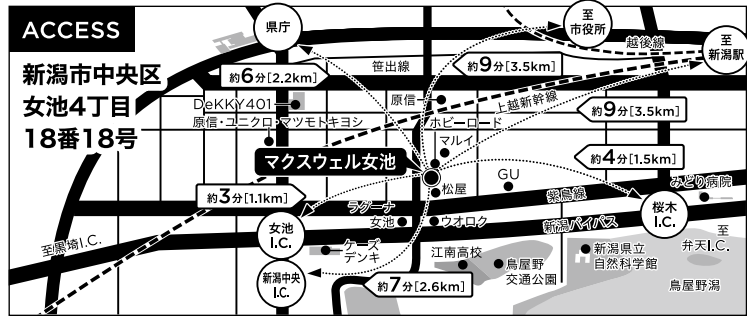 ACCESS
新潟市中央区
女池4丁目
18番18号
県庁
至
市役所
越後線
至
新潟駅
笹出線
約6分[2.2km]
約9分[3.5km]
DeKKY401
原信
上越新幹線
約9分[3.5km]
原信・ユニクロ・マツモトキヨシ
ホビーロード
マルイ
マクスウェル女池
約4分[1.5km]
GU
みどり病院
松屋
紫鳥線
約3分[1.1km]
ラグーナ
女池
ウオロク
新潟バイパス
桜木
I.C.
至黒埼I.C.
女池
I.C.
ケーズ
デンキ
江南高校
鳥屋野
交通公園
新潟県立
自然科学館
至
弁天I.C.
新潟中央
I.C.
約7分[2.6km]
鳥屋野潟